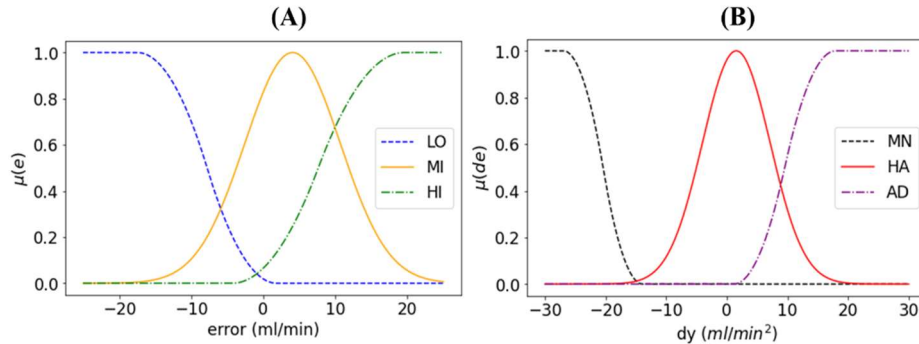 (A)
μ(e)
1.0
0.8
0.6
0.4
0.2
0.0
−20 −10 0 10 20
error (ml/min)
LO
MI
HI
(B)
μ(de)
1.0
0.8
0.6
0.4
0.2
0.0
−30 −20 −10 0 10 20 30
dy (ml/min²)
MN
HA
AD